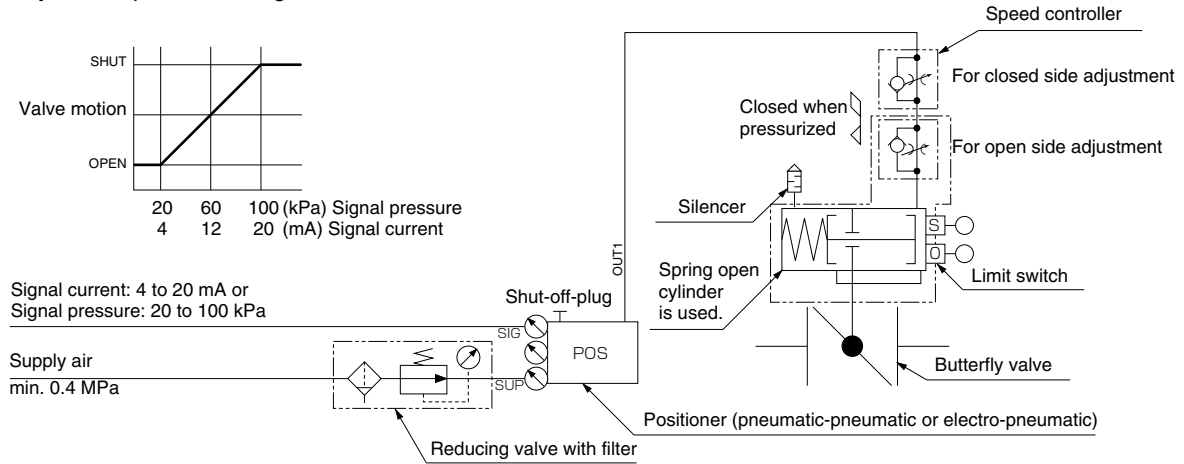 Speed controller
SHUT
For closed side adjustment
Valve motion
Closed when
pressurized
For open side adjustment
OPEN
20 60 100 (kPa) Signal pressure
4 12 20 (mA) Signal current
Silencer
S
O
OUT1
Spring open
cylinder
is used.
Limit switch
Signal current: 4 to 20 mA or
Signal pressure: 20 to 100 kPa
Shut-off-plug
SIG
POS
Supply air
min. 0.4 MPa
SUP
Butterfly valve
Positioner (pneumatic-pneumatic or electro-pneumatic)
Reducing valve with filter